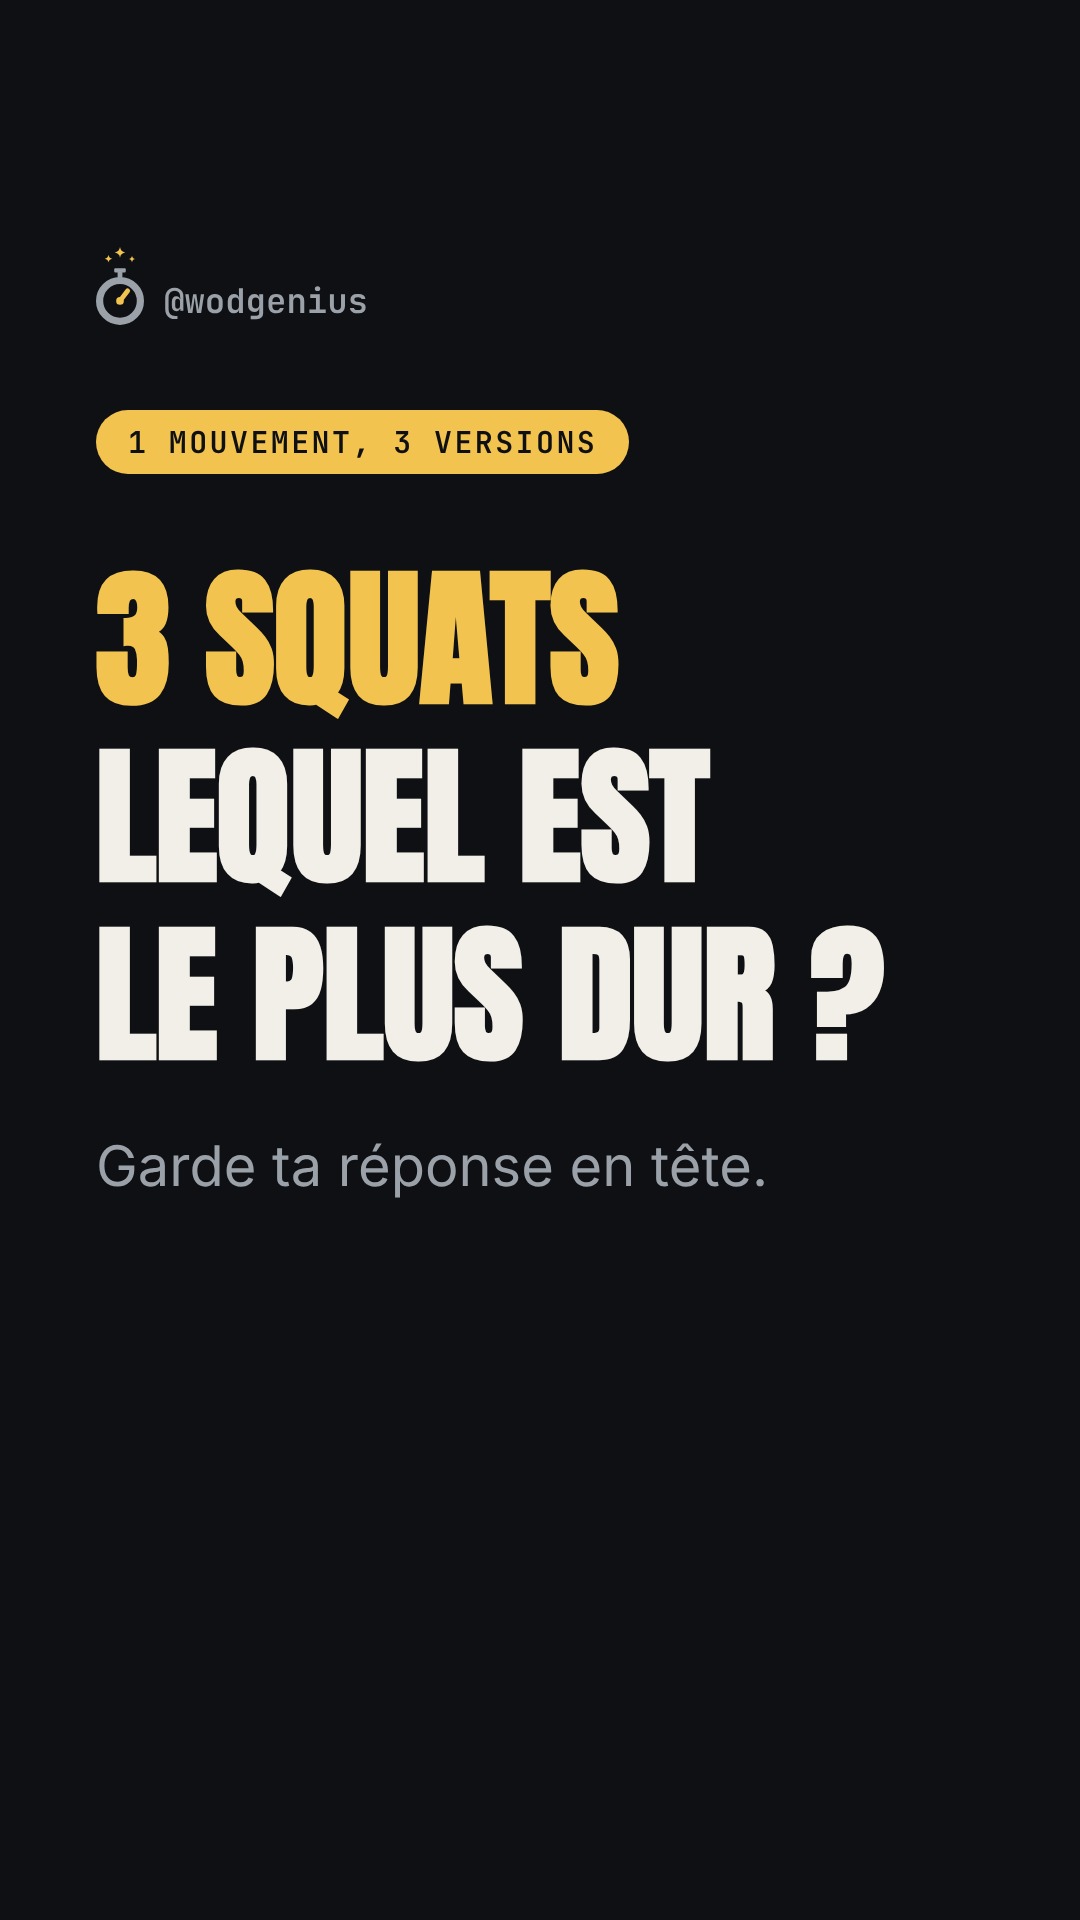 @wodgenius
1 MOUVEMENT, 3 VERSIONS
3 SQUATS
LEQUEL EST
LE PLUS DUR ?
Garde ta réponse en tête.